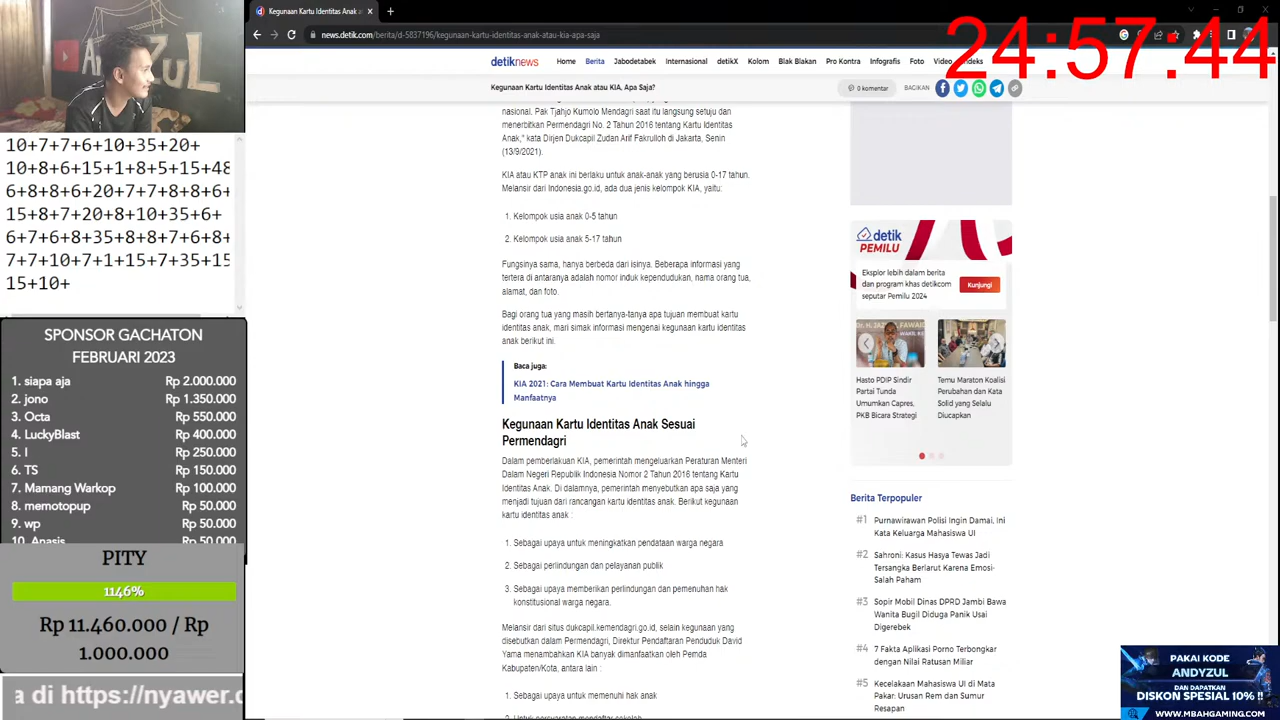 Kegunaan Kartu Identitas Anak a
news.detik.com/berita/d-5837196/kegunaan-kartu-identitas-anak-atau-kia-apa-saja
24:57:44
detiknews
Home Berita Jabodetabek Internasional detikX Kolom Blak Blakan Pro Kontra Infografis Foto Video
Kegunaan Kartu Identitas Anak atau KIA, Apa Saja?
0 komentar
BAGIKAN
10+7+7+6+10+35+20+
10+8+6+15+8+5+15+48
6+8+8+6+20+7+7+8+8+6+
15+8+7+20+8+10+35+6+
6+7+6+8+35+8+8+7+6+8+
7+7+10+7+1+15+7+35+15
15+10+
SPONSOR GACHATON
FEBRUARI 2023
1. siapa aja Rp 2.000.000
2. jono Rp 1.350.000
3. Octa Rp 550.000
4. LuckyBlast Rp 400.000
5. I Rp 250.000
6. TS Rp 150.000
7. Mamang Warkop Rp 100.000
8. memotopup Rp 50.000
9. wp Rp 50.000
10. Anasis Rp 50.000
PITY
1146%
Rp 11.460.000 / Rp
1.000.000
a di https://nyawer.c
nasional. Pak Tjahjo Kumolo Mendagri saat itu langsung setuju dan
menerbitkan Permendagri No. 2 Tahun 2016 tentang Kartu Identitas
Anak," kata Dirjen Dukcapil Zudan Arif Fakrulloh di Jakarta, Senin
(13/9/2021).
KIA atau KTP anak ini berlaku untuk anak-anak yang berusia 0-17 tahun.
Melansir dari Indonesia.go.id, ada dua jenis kelompok KIA, yaitu:
1. Kelompok usia anak 0-5 tahun
2. Kelompok usia anak 5-17 tahun
Fungsinya sama, hanya berbeda dari isinya. Beberapa informasi yang
tertera di antaranya adalah nomor induk kependudukan, nama orang tua,
alamat, dan foto.
Bagi orang tua yang masih bertanya-tanya apa tujuan membuat kartu
identitas anak, mari simak informasi mengenai kegunaan kartu identitas
anak berikut ini.
Baca juga:
KIA 2021: Cara Membuat Kartu Identitas Anak hingga
Manfaatnya
Kegunaan Kartu Identitas Anak Sesuai
Permendagri
Dalam pemberlakuan KIA, pemerintah mengeluarkan Peraturan Menteri
Dalam Negeri Republik Indonesia Nomor 2 Tahun 2016 tentang Kartu
Identitas Anak. Di dalamnya, pemerintah menyebutkan apa saja yang
menjadi tujuan dari rancangan kartu identitas anak. Berikut kegunaan
kartu identitas anak :
1. Sebagai upaya untuk meningkatkan pendataan warga negara
2. Sebagai perlindungan dan pelayanan publik
3. Sebagai upaya memberikan perlindungan dan pemenuhan hak
konstitusional warga negara.
Melansir dari situs dukcapil.kemendagri.go.id, selain kegunaan yang
disebutkan dalam Permendagri, Direktur Pendaftaran Penduduk David
Yama menambahkan KIA banyak dimanfaatkan oleh Pemda
Kabupaten/Kota, antara lain :
1. Sebagai upaya untuk memenuhi hak anak
2. Untuk persyaratan mendaftar sekolah
detik
PEMILU
Eksplor lebih dalam berita
dan program khas detikcom
seputar Pemilu 2024
Kunjungi
Hasto PDIP Sindir
Partai Tunda
Umumkan Capres,
PKB Bicara Strategi
Temu Maraton Koalisi
Perubahan dan Kata
Solid yang Selalu
Diucapkan
Berita Terpopuler
#1 Purnawirawan Polisi Ingin Damai, Ini
Kata Keluarga Mahasiswa UI
#2 Sahroni: Kasus Hasya Tewas Jadi
Tersangka Berlarut Karena Emosi-
Salah Paham
#3 Sopir Mobil Dinas DPRD Jambi Bawa
Wanita Bugil Diduga Panik Usai
Digerebek
#4 7 Fakta Aplikasi Porno Terbongkar
dengan Nilai Ratusan Miliar
#5 Kecelakaan Mahasiswa UI di Mata
Pakar: Urusan Rem dan Sumur
Resapan
PAKAI KODE
ANDYZUL
DAN DAPATKAN
DISKON SPESIAL 10% !!
WWW.MBAHGAMING.COM